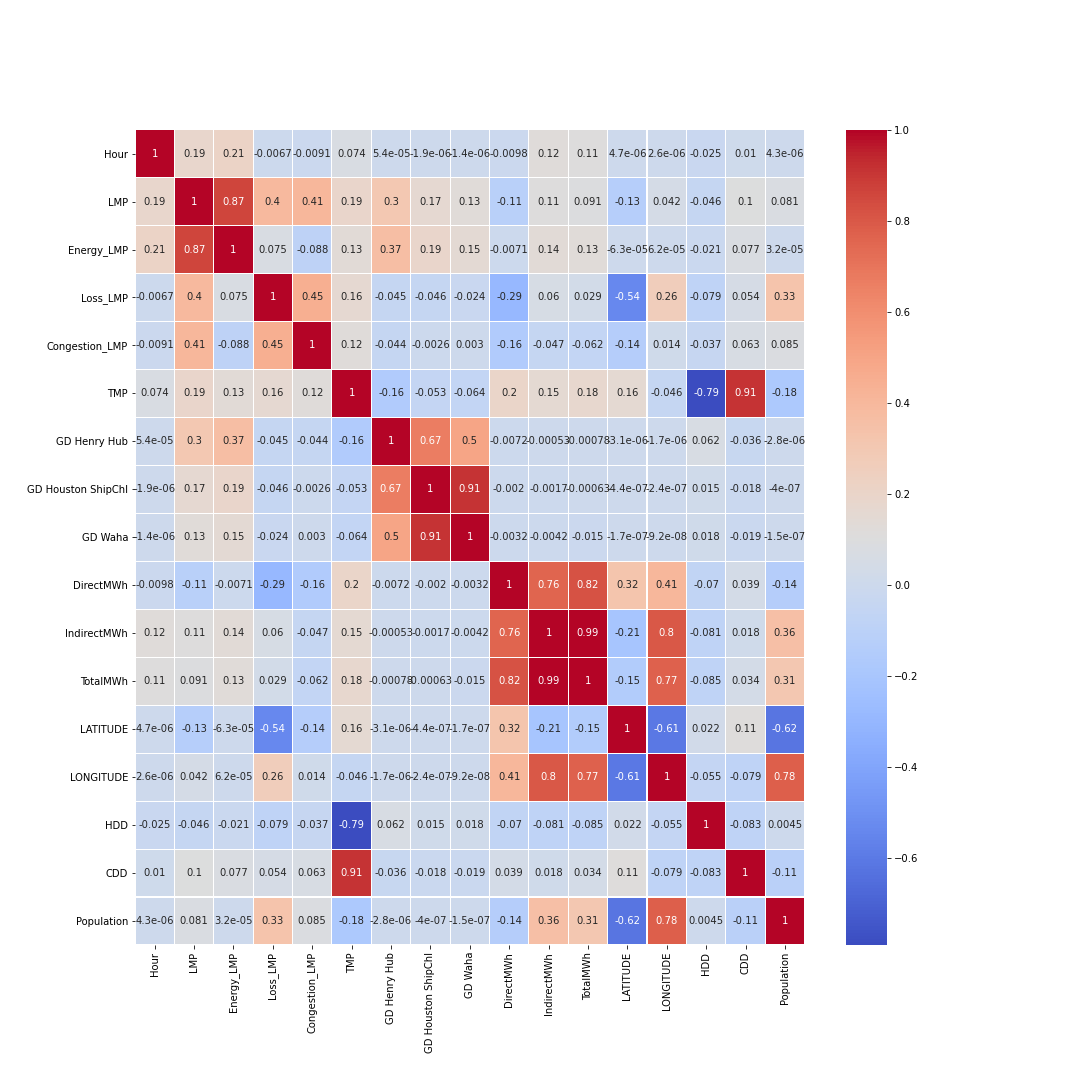 1.0
Hour 1 0.19 0.21 -0.0067 -0.0091 0.074 5.4e-05 -1.9e-06 -1.4e-06 -0.0098 0.12 0.11 4.7e-06 2.6e-06 -0.025 0.01 4.3e-06
LMP 0.19 1 0.87 0.4 0.41 0.19 0.3 0.17 0.13 -0.11 0.11 0.091 -0.13 0.042 -0.046 0.1 0.081
0.8
Energy_LMP 0.21 0.87 1 0.075 -0.088 0.13 0.37 0.19 0.15 -0.0071 0.14 0.13 -6.3e-05 6.2e-05 -0.021 0.077 3.2e-05
Loss_LMP -0.0067 0.4 0.075 1 0.45 0.16 -0.045 -0.046 -0.024 -0.29 0.06 0.029 -0.54 0.26 -0.079 0.054 0.33
0.6
Congestion_LMP -0.0091 0.41 -0.088 0.45 1 0.12 -0.044 -0.0026 0.003 -0.16 -0.047 -0.062 -0.14 0.014 -0.037 0.063 0.085
TMP 0.074 0.19 0.13 0.16 0.12 1 -0.16 -0.053 -0.064 0.2 0.15 0.18 0.16 -0.046 -0.79 0.91 -0.18
0.4
GD Henry Hub 5.4e-05 0.3 0.37 -0.045 -0.044 -0.16 1 0.67 0.5 -0.0072 -0.00053 -0.00078 3.1e-06 -1.7e-06 0.062 -0.036 -2.8e-06
GD Houston ShipChl -1.9e-06 0.17 0.19 -0.046 -0.0026 -0.053 0.67 1 0.91 -0.002 -0.0017 -0.00063 -4.4e-07 -2.4e-07 0.015 -0.018 -4e-07
0.2
GD Waha -1.4e-06 0.13 0.15 -0.024 0.003 -0.064 0.5 0.91 1 -0.0032 -0.0042 -0.015 -1.7e-07 -9.2e-08 0.018 -0.019 -1.5e-07
DirectMWh -0.0098 -0.11 -0.0071 -0.29 -0.16 0.2 -0.0072 -0.002 -0.0032 1 0.76 0.82 0.32 0.41 -0.07 0.039 -0.14
0.0
IndirectMWh 0.12 0.11 0.14 0.06 -0.047 0.15 -0.00053 -0.0017 -0.0042 0.76 1 0.99 -0.21 0.8 -0.081 0.018 0.36
TotalMWh 0.11 0.091 0.13 0.029 -0.062 0.18 -0.00078 -0.00063 -0.015 0.82 0.99 1 -0.15 0.77 -0.085 0.034 0.31
−0.2
LATITUDE 4.7e-06 -0.13 -6.3e-05 -0.54 -0.14 0.16 3.1e-06 -4.4e-07 -1.7e-07 0.32 -0.21 -0.15 1 -0.61 0.022 0.11 -0.62
LONGITUDE 2.6e-06 0.042 6.2e-05 0.26 0.014 -0.046 -1.7e-06 -2.4e-07 -9.2e-08 0.41 0.8 0.77 -0.61 1 -0.055 -0.079 0.78
−0.4
HDD -0.025 -0.046 -0.021 -0.079 -0.037 -0.79 0.062 0.015 0.018 -0.07 -0.081 -0.085 0.022 -0.055 1 -0.083 0.0045
−0.6
CDD 0.01 0.1 0.077 0.054 0.063 0.91 -0.036 -0.018 -0.019 0.039 0.018 0.034 0.11 -0.079 -0.083 1 -0.11
Population 4.3e-06 0.081 3.2e-05 0.33 0.085 -0.18 -2.8e-06 -4e-07 -1.5e-07 -0.14 0.36 0.31 -0.62 0.78 0.0045 -0.11 1
Hour LMP Energy_LMP Loss_LMP Congestion_LMP TMP GD Henry Hub GD Houston ShipChl GD Waha DirectMWh IndirectMWh TotalMWh LATITUDE LONGITUDE HDD CDD Population